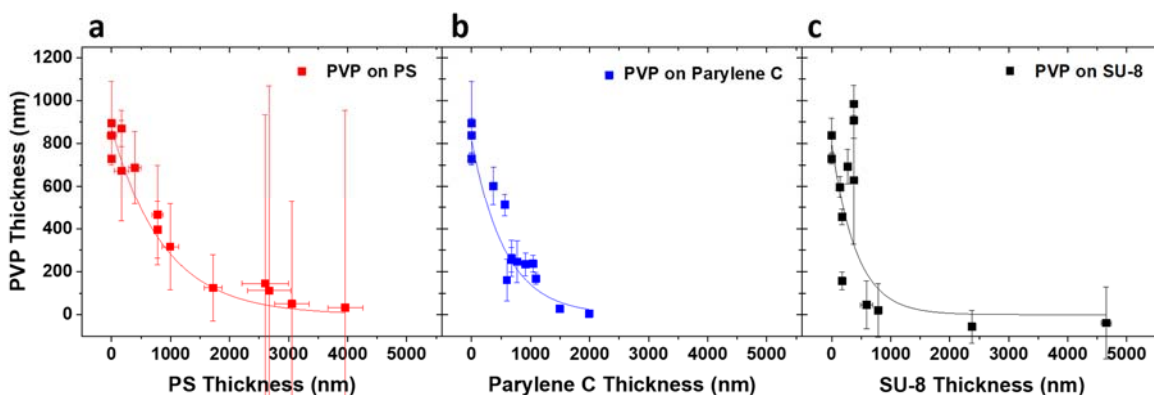 a
b
c
PVP on PS
PVP on Parylene C
PVP on SU-8
PVP Thickness (nm)
1200
1000
800
600
400
200
0
0 1000 2000 3000 4000 5000
0 1000 2000 3000 4000 5000
0 1000 2000 3000 4000 5000
PS Thickness (nm)
Parylene C Thickness (nm)
SU-8 Thickness (nm)